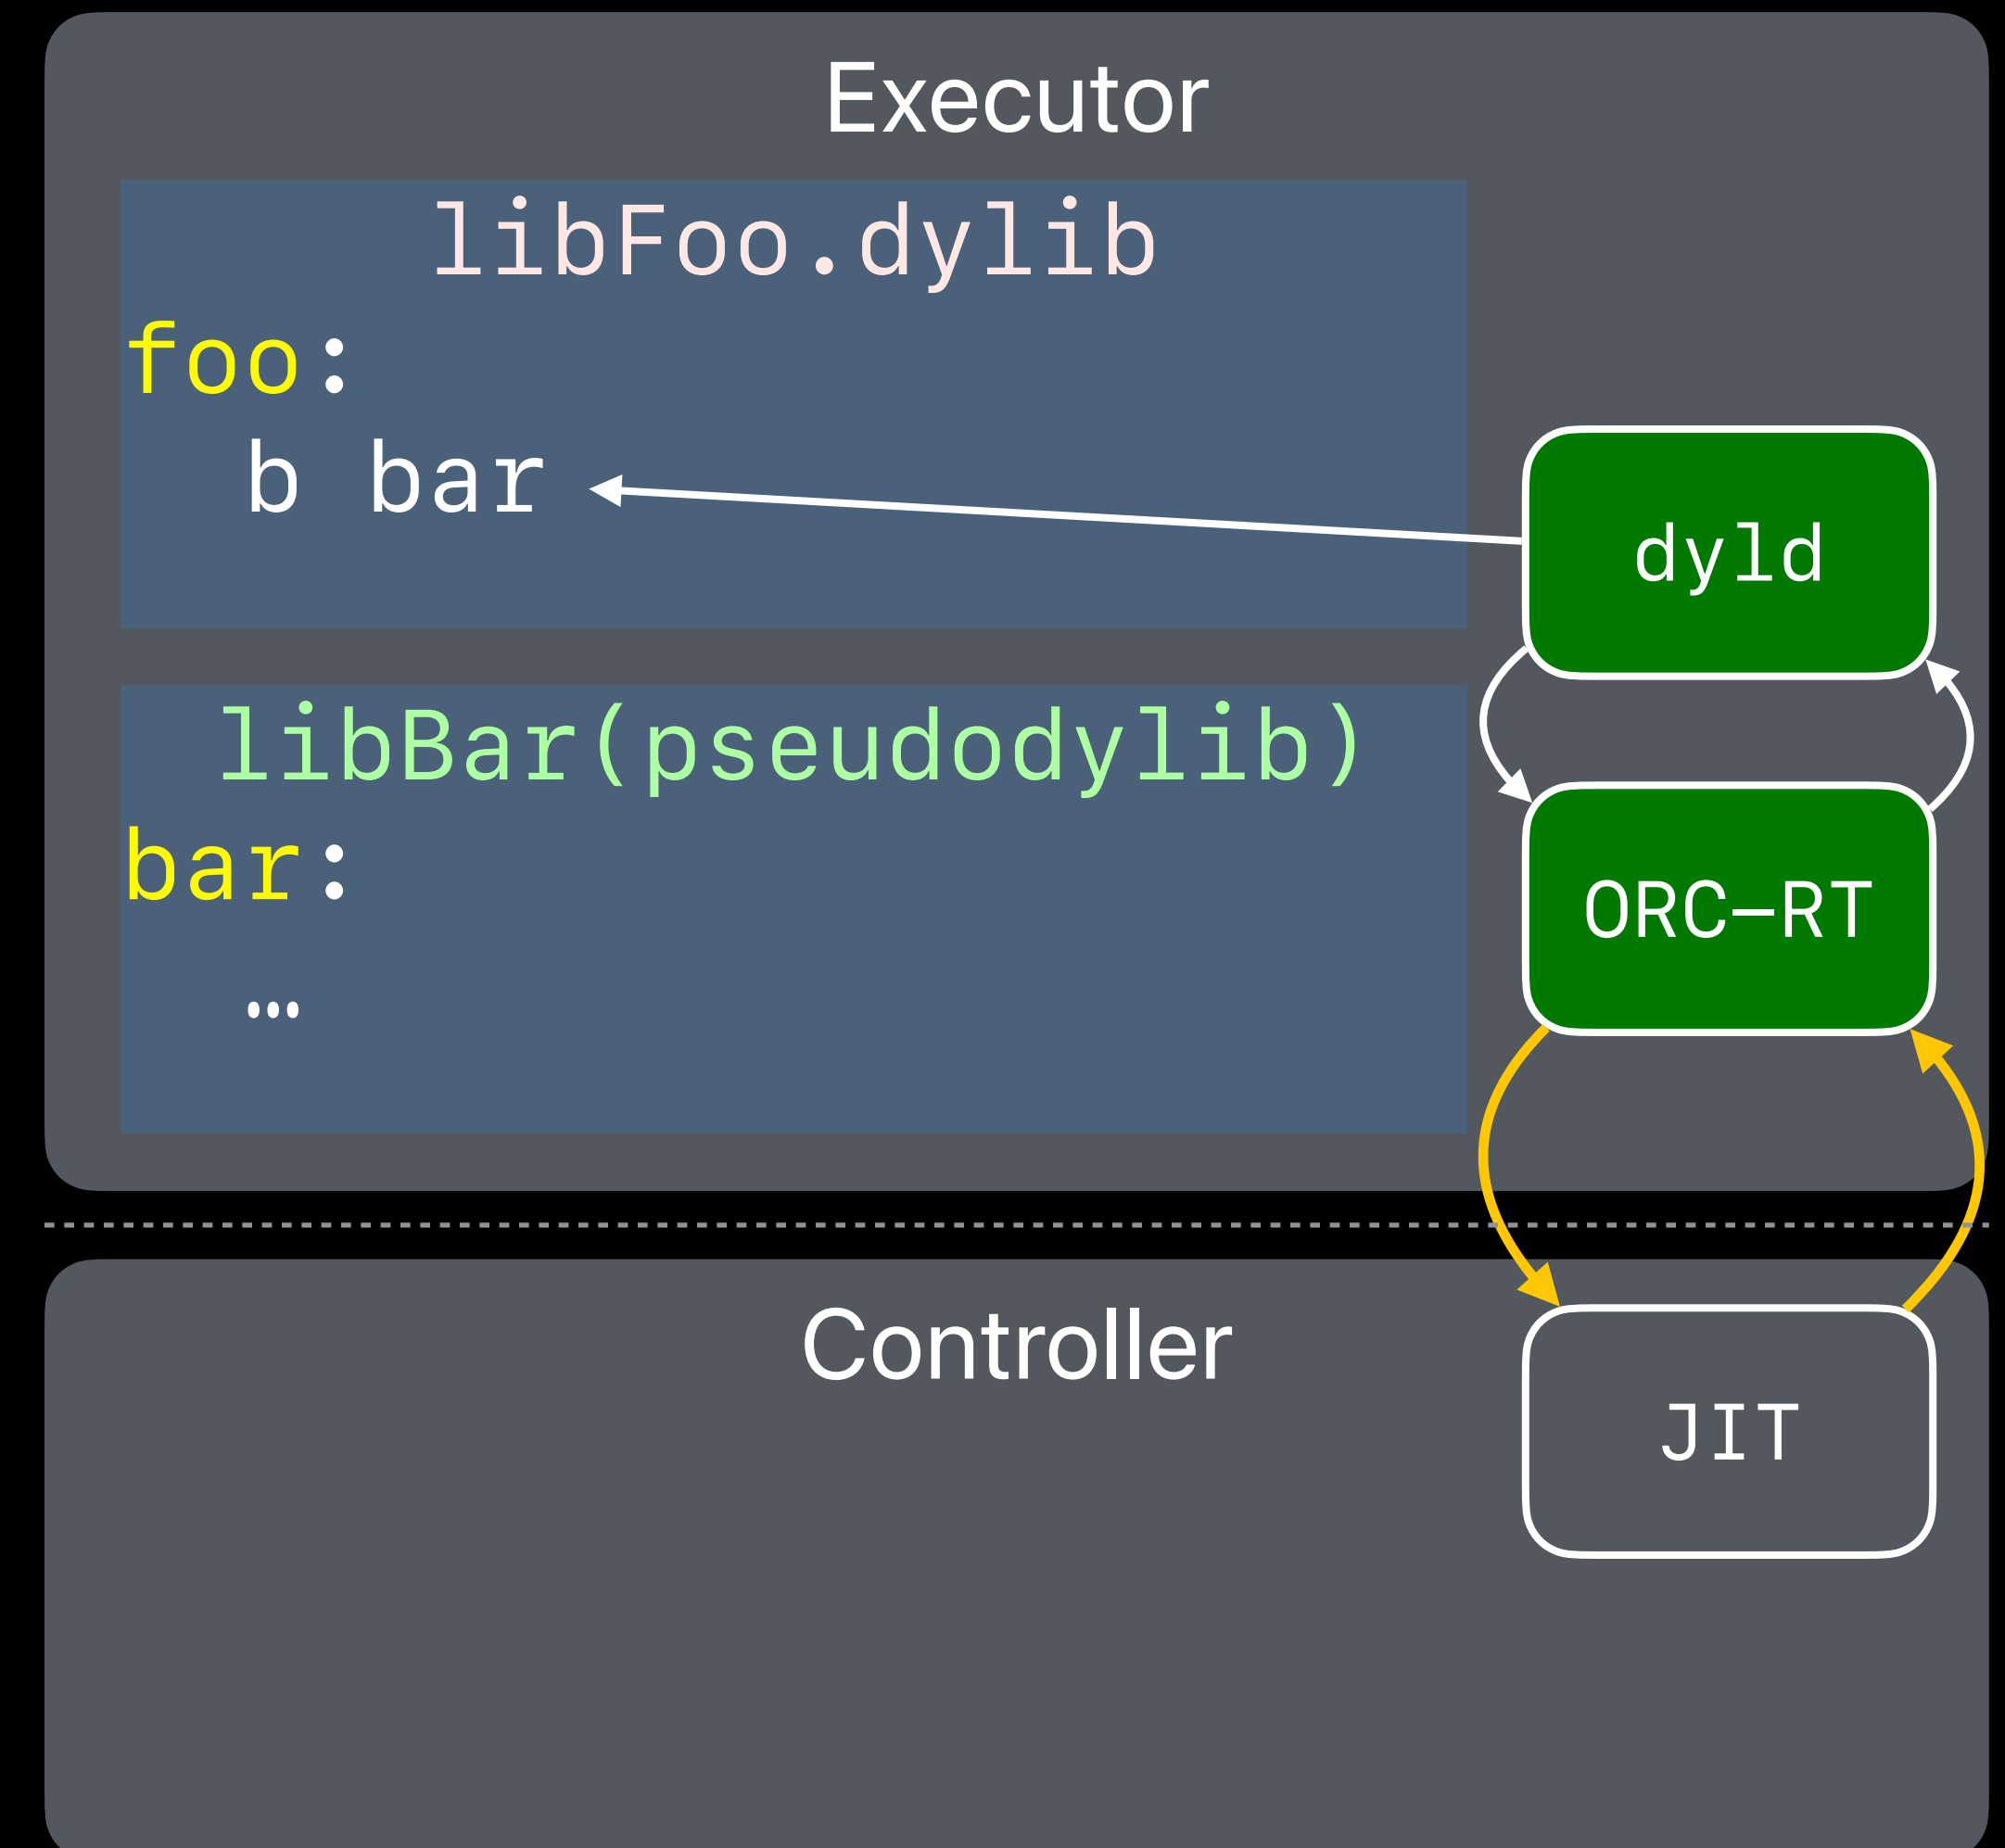 Executor
libFoo.dylib
foo:
b bar
dyld
libBar(pseudodylib)
bar:
…
ORC-RT
Controller
JIT